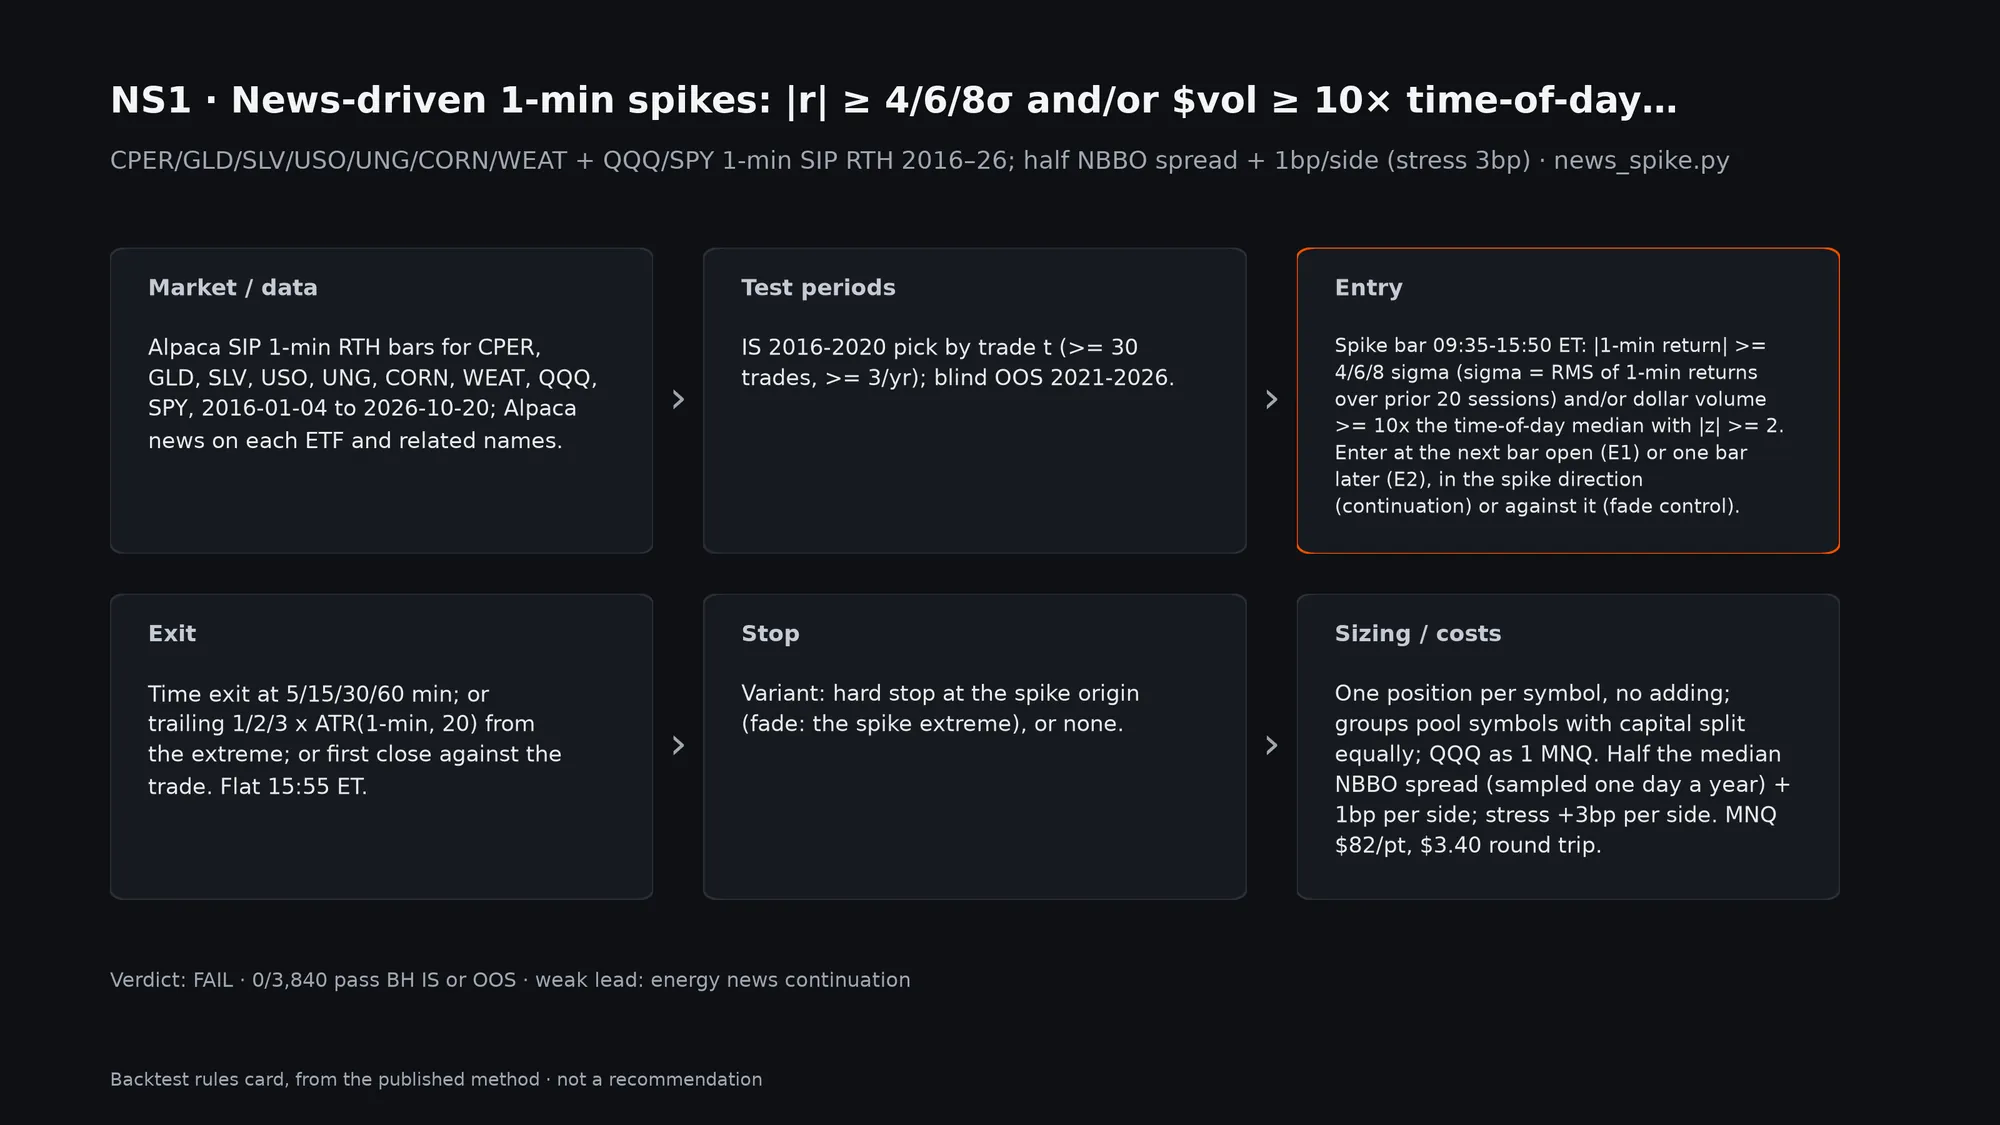 NS1 · News-driven 1-min spikes: |r| ≥ 4/6/8σ and/or $vol ≥ 10× time-of-day…
CPER/GLD/SLV/USO/UNG/CORN/WEAT + QQQ/SPY 1-min SIP RTH 2016–26; half NBBO spread + 1bp/side (stress 3bp) · news_spike.py
Market / data
Alpaca SIP 1-min RTH bars for CPER,
GLD, SLV, USO, UNG, CORN, WEAT, QQQ,
SPY, 2016-01-04 to 2026-10-20; Alpaca
news on each ETF and related names.
›
Test periods
IS 2016-2020 pick by trade t (>= 30
trades, >= 3/yr); blind OOS 2021-2026.
›
Entry
Spike bar 09:35-15:50 ET: |1-min return| >=
4/6/8 sigma (sigma = RMS of 1-min returns
over prior 20 sessions) and/or dollar volume
>= 10x the time-of-day median with |z| >= 2.
Enter at the next bar open (E1) or one bar
later (E2), in the spike direction
(continuation) or against it (fade control).
Exit
Time exit at 5/15/30/60 min; or
trailing 1/2/3 x ATR(1-min, 20) from
the extreme; or first close against the
trade. Flat 15:55 ET.
›
Stop
Variant: hard stop at the spike origin
(fade: the spike extreme), or none.
›
Sizing / costs
One position per symbol, no adding;
groups pool symbols with capital split
equally; QQQ as 1 MNQ. Half the median
NBBO spread (sampled one day a year) +
1bp per side; stress +3bp per side. MNQ
$82/pt, $3.40 round trip.
Verdict: FAIL · 0/3,840 pass BH IS or OOS · weak lead: energy news continuation
Backtest rules card, from the published method · not a recommendation